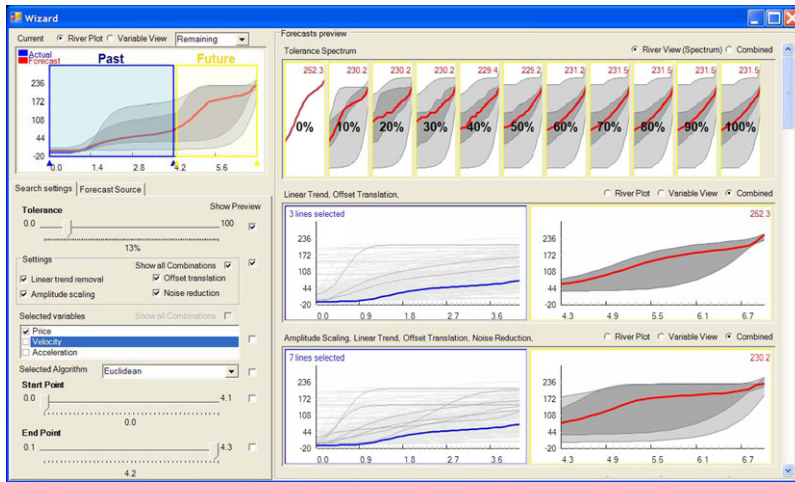 Wizard
Current River Plot Variable View Remaining
Actual
Forecast
Past Future
236
172
108
44
-20
0.0 1.4 2.8 4.2 5.6
Search settings Forecast Source
Show Preview
Tolerance
0.0 100
13%
Settings
Show all Combinations
Linear trend removal Offset translation
Amplitude scaling Noise reduction
Selected variables Show all Combinations
Price
Velocity
Acceleration
Selected Algorithm Euclidean
Start Point
0.0 4.1
0.0
End Point
0.1 4.3
4.2
Forecasts preview
Tolerance Spectrum River View (Spectrum) Combined
252.3 230.2 230.2 230.2 229.4 229.2 231.2 231.5 231.5 231.5 231.5
0% 10% 20% 30% 40% 50% 60% 70% 80% 90% 100%
Linear Trend, Offset Translation, River Plot Variable View Combined
3 lines selected 252.3
236 236
172 172
108 108
44 44
-20 -20
0.0 0.9 1.8 2.7 3.6 4.3 4.9 5.5 6.1 6.7
Amplitude Scaling, Linear Trend, Offset Translation, Noise Reduction, River Plot Variable View Combined
7 lines selected 230.2
236 236
172 172
108 108
44 44
-20 -20
0.0 0.9 1.8 2.7 3.6 4.3 4.9 5.5 6.1 6.7